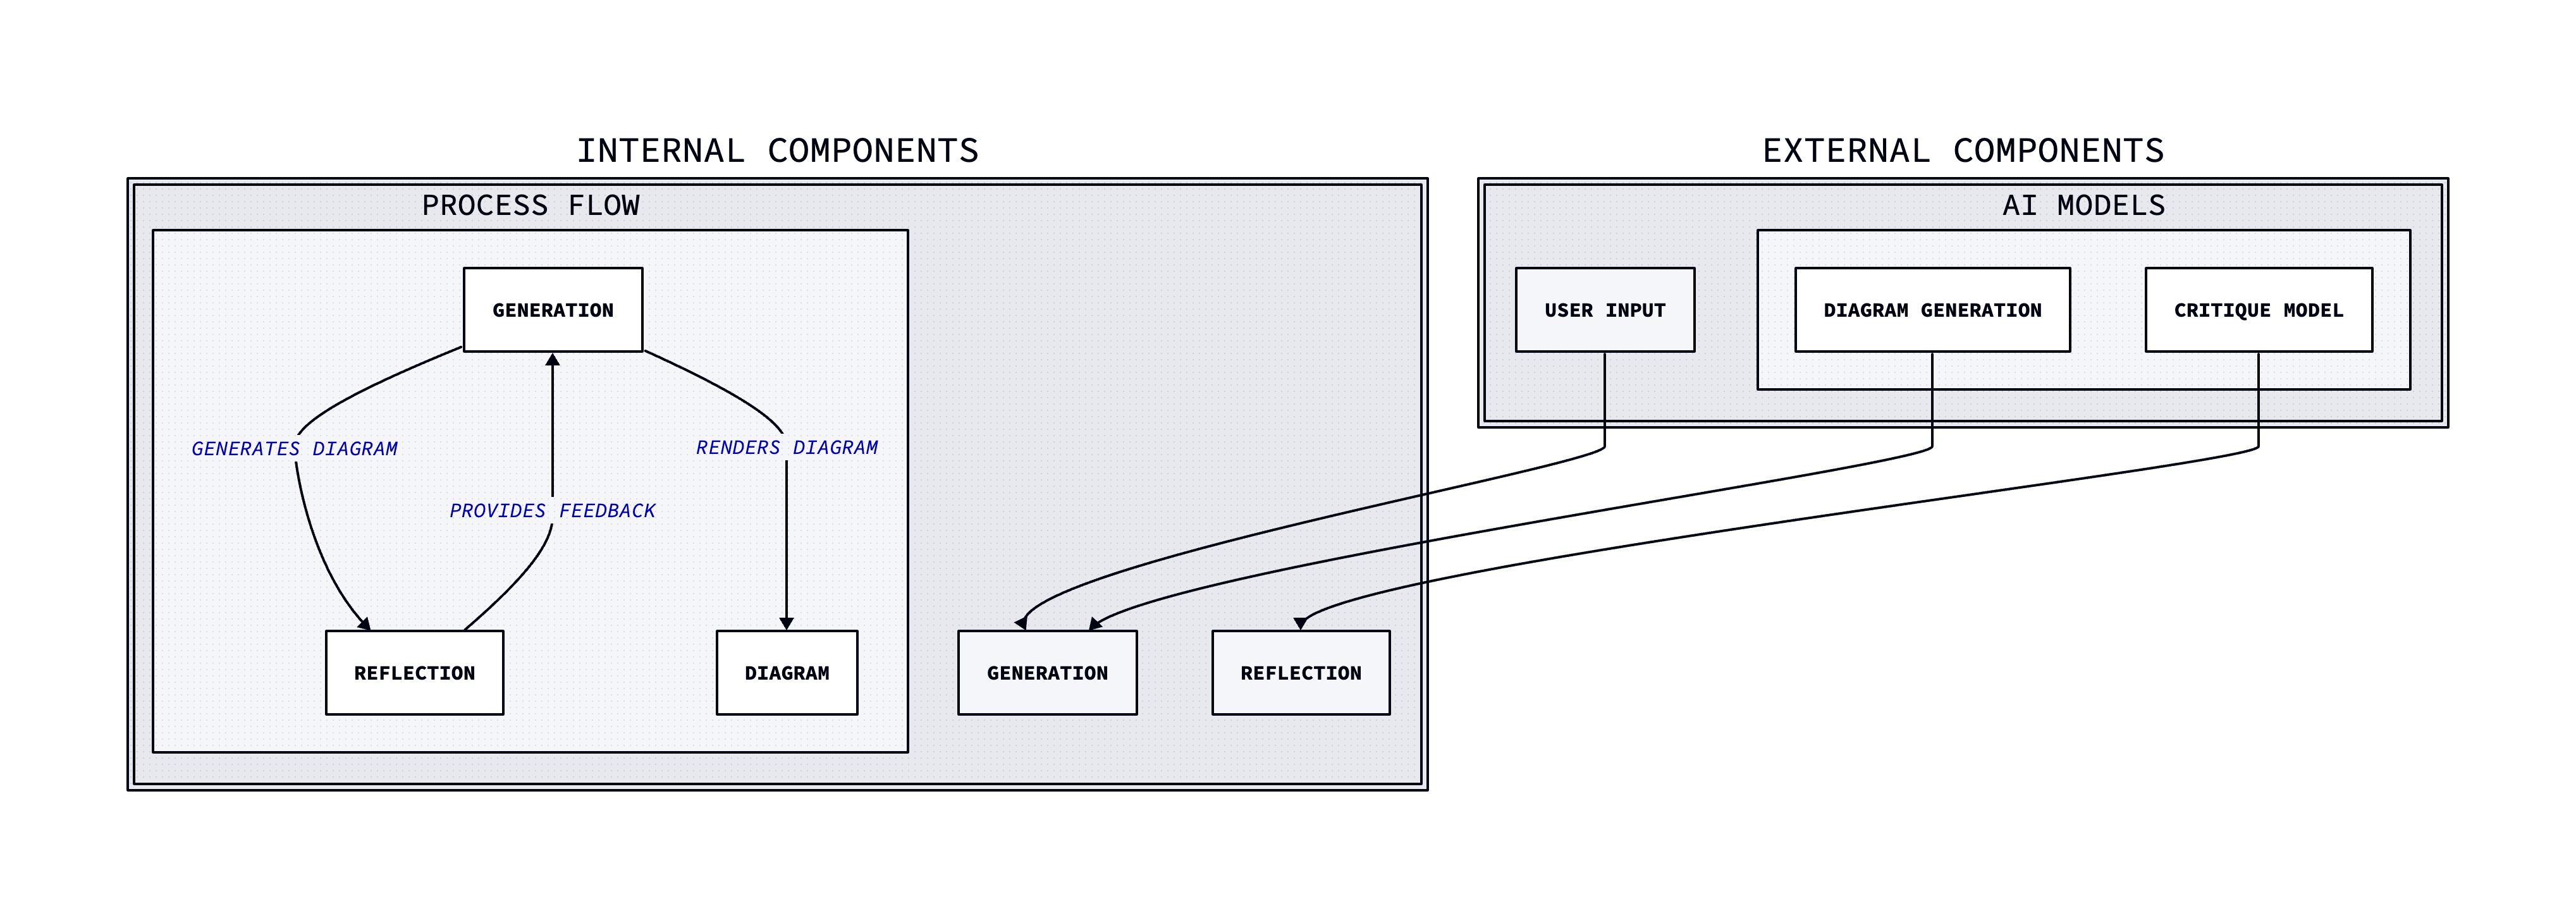 INTERNAL COMPONENTS
EXTERNAL COMPONENTS
PROCESS FLOW
AI MODELS
GENERATION
USER INPUT
DIAGRAM GENERATION
CRITIQUE MODEL
GENERATES DIAGRAM
RENDERS DIAGRAM
PROVIDES FEEDBACK
REFLECTION
DIAGRAM
GENERATION
REFLECTION